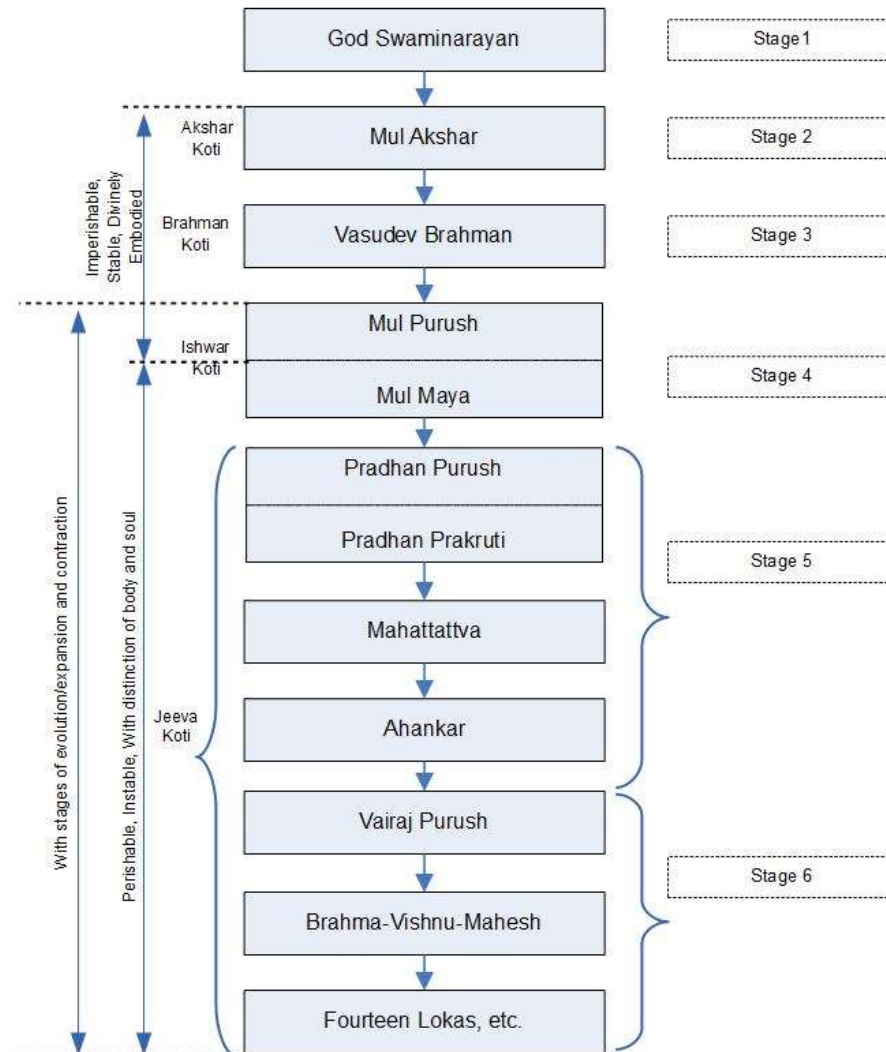 God Swaminarayan
Stage1
Akshar
Koti
Mul Akshar
Stage 2
Imperishable,
Stable, Divinely
Embodied
Brahman
Koti
Vasudev Brahman
Stage 3
Mul Purush
Ishwar
Koti
Mul Maya
Stage 4
Pradhan Purush
Pradhan Prakruti
Stage 5
Mahattattva
With stages of evolution/expansion and contraction
Perishable, Instable, With distinction of body and soul
Jeeva
Koti
Ahankar
Vairaj Purush
Stage 6
Brahma-Vishnu-Mahesh
Fourteen Lokas, etc.